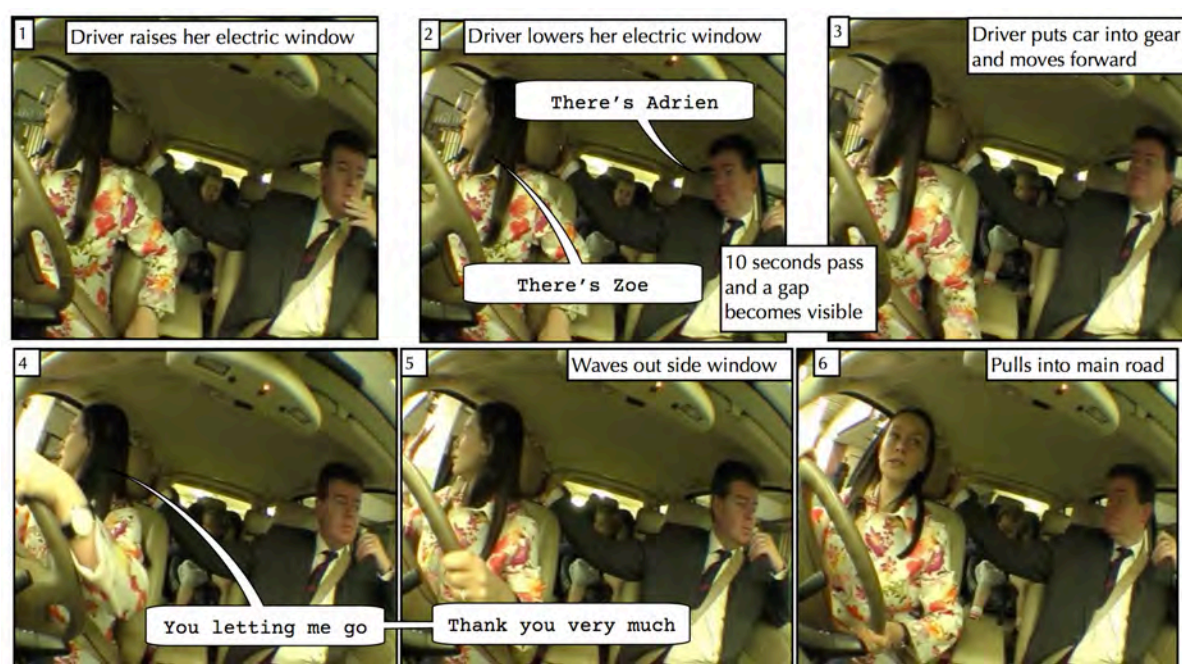 1
Driver raises her electric window
2
Driver lowers her electric window
There's Adrien
There's Zoe
10 seconds pass
and a gap
becomes visible
3
Driver puts car into gear
and moves forward
4
You letting me go
5
Waves out side window
Thank you very much
6
Pulls into main road